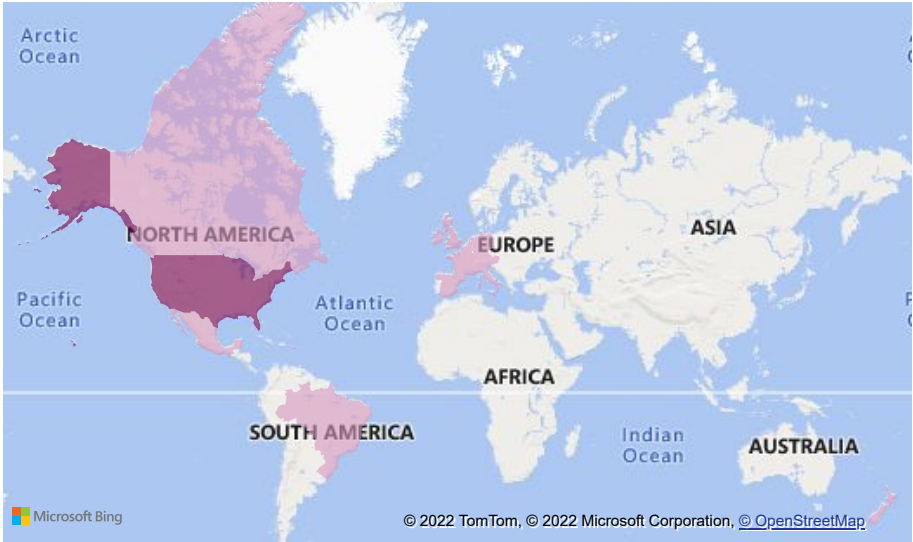 Arctic
Ocean
NORTH AMERICA
EUROPE
ASIA
Pacific
Ocean
Atlantic
Ocean
AFRICA
SOUTH AMERICA
Indian
Ocean
AUSTRALIA
Microsoft Bing
© 2022 TomTom, © 2022 Microsoft Corporation, © OpenStreetMap